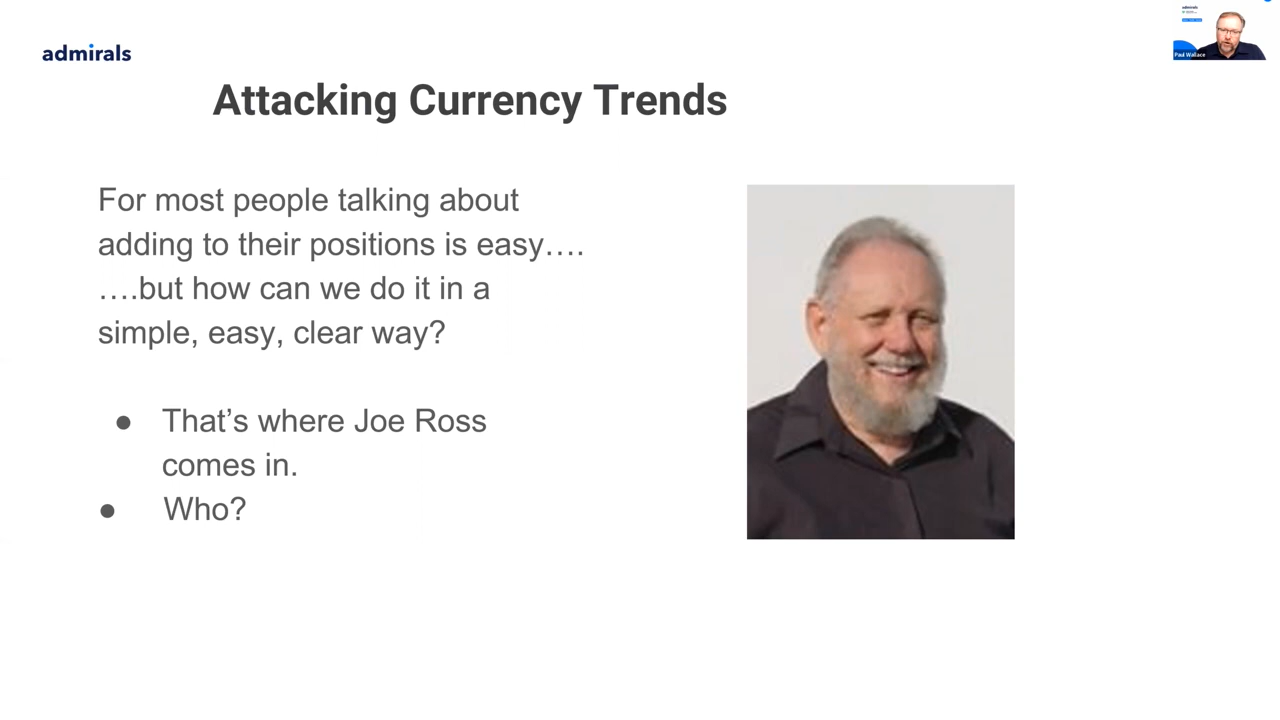 admirals
Attacking Currency Trends
For most people talking about
adding to their positions is easy….
….but how can we do it in a
simple, easy, clear way?
● That’s where Joe Ross
comes in.
● Who?
admirals
Paul Wallace